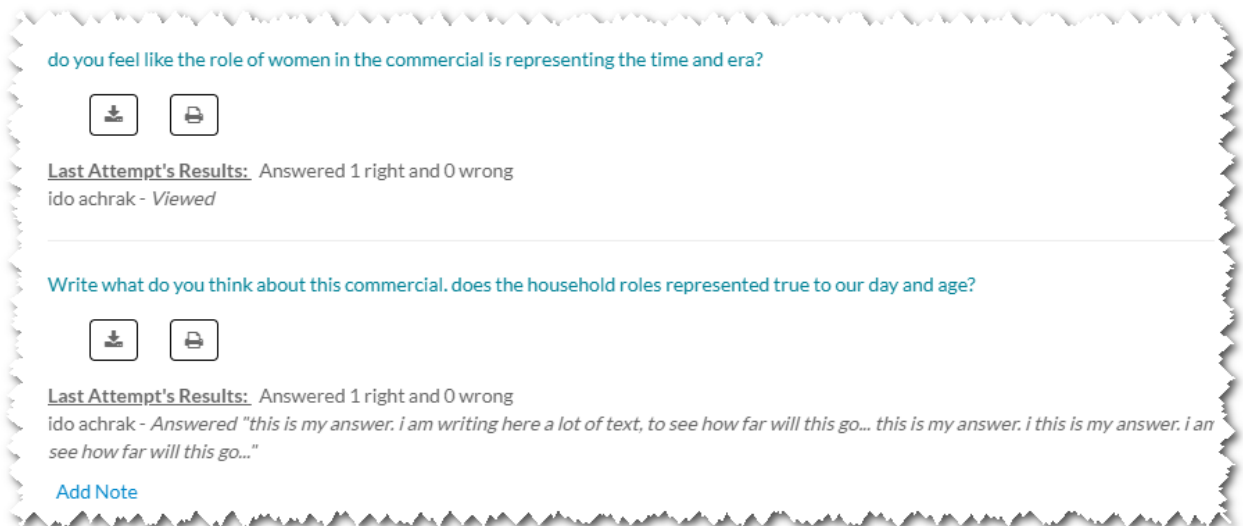 do you feel like the role of women in the commercial is representing the time and era?
Last Attempt's Results: Answered 1 right and 0 wrong
ido achrak - Viewed
Write what do you think about this commercial. does the household roles represented true to our day and age?
Last Attempt's Results: Answered 1 right and 0 wrong
ido achrak - Answered "this is my answer. i am writing here a lot of text, to see how far will this go... this is my answer. i this is my answer. i am
see how far will this go..."
Add Note